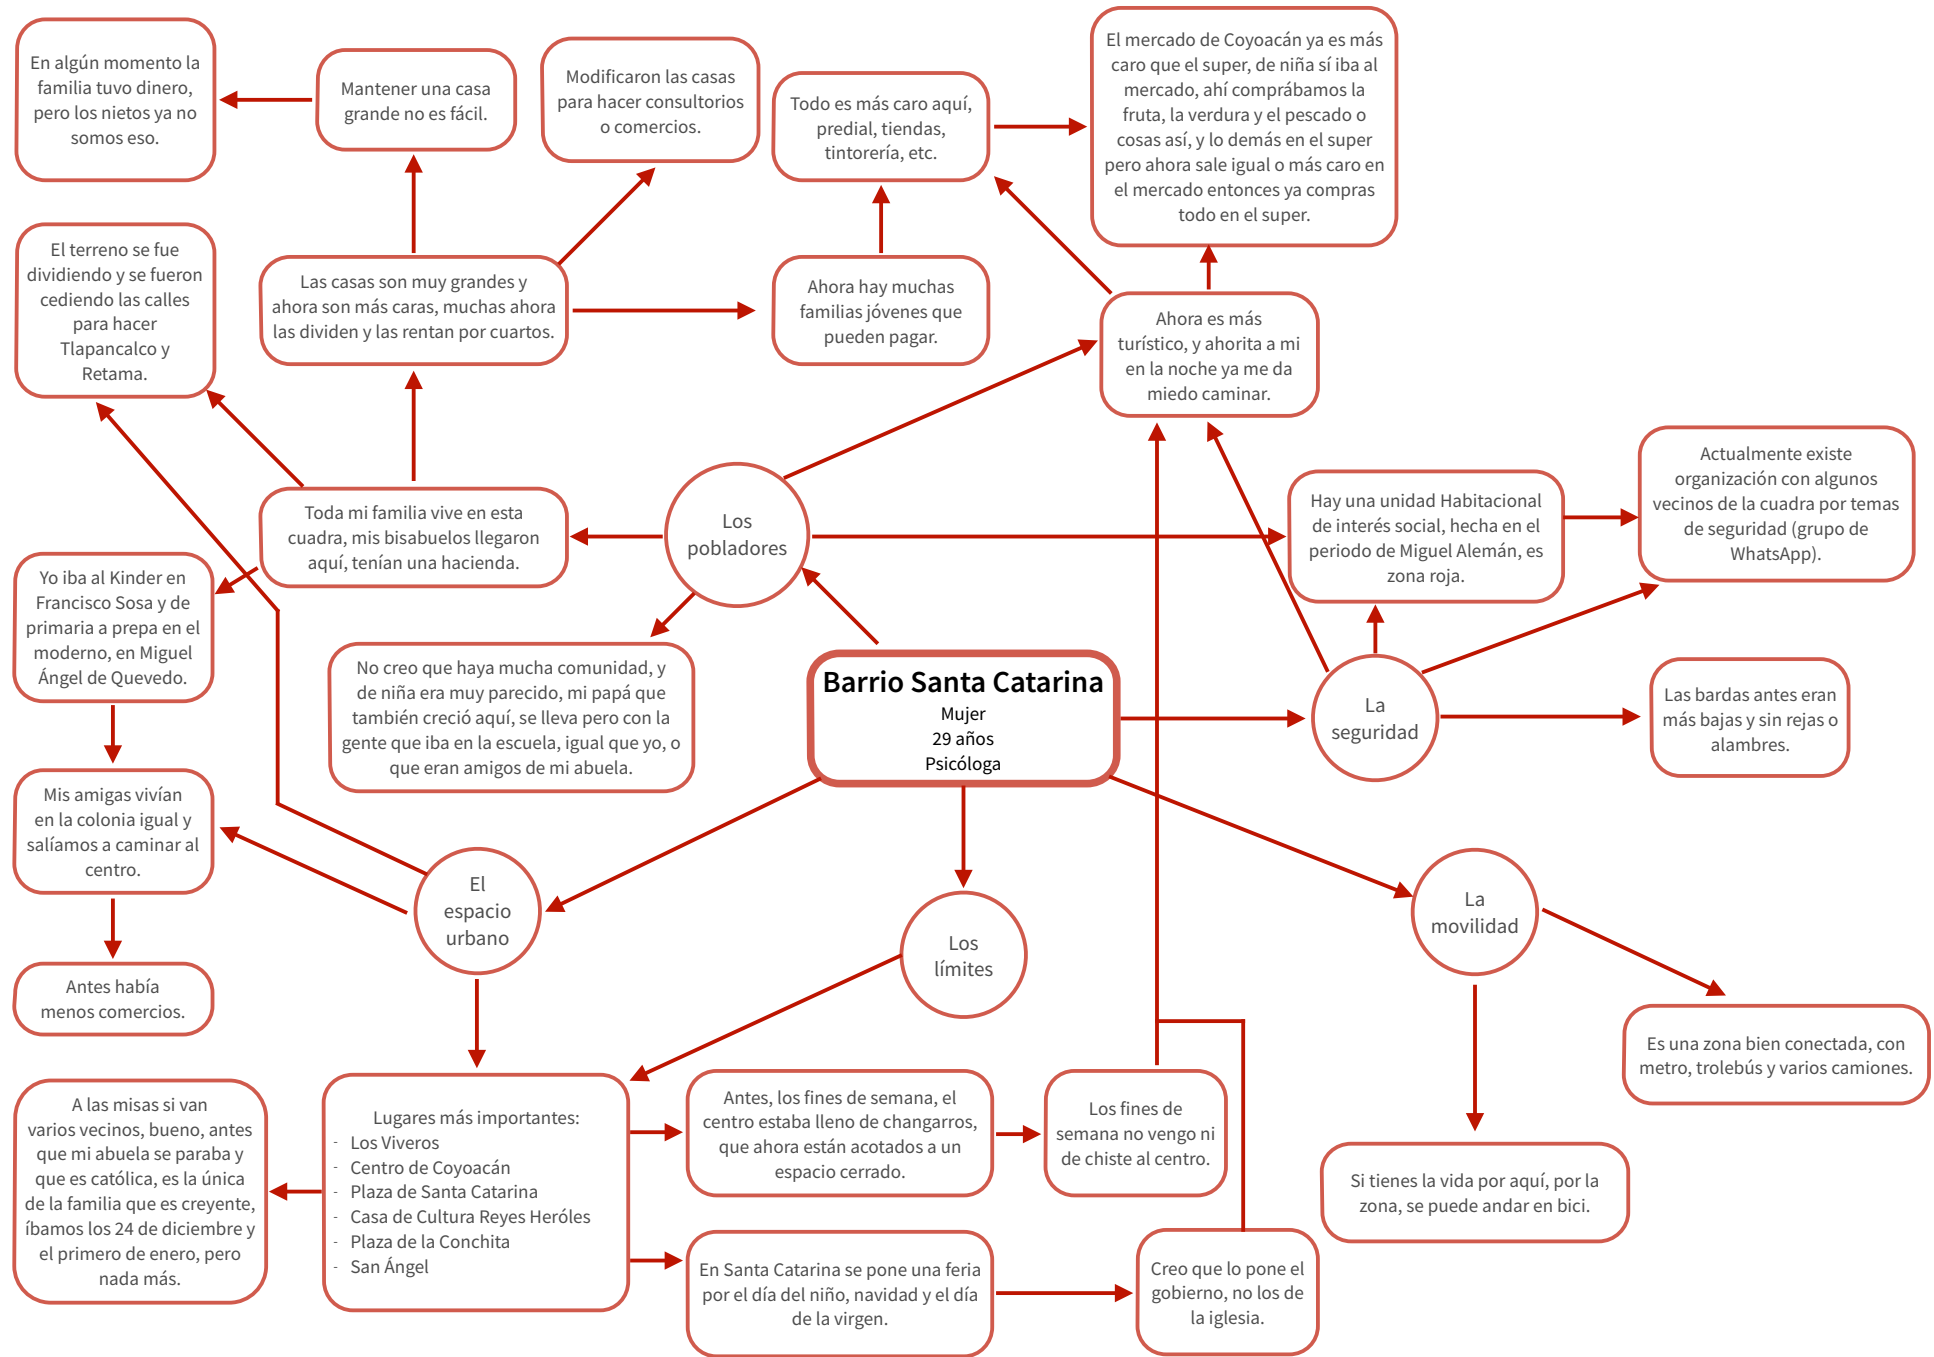 En algún momento la
familia tuvo dinero,
pero los nietos ya no
somos eso.
Mantener una casa
grande no es fácil.
Modificaron las casas
para hacer consultorios
o comercios.
Todo es más caro aquí,
predial, tiendas,
tintorería, etc.
El mercado de Coyoacán ya es más
caro que el super, de niña sí iba al
mercado, ahí comprábamos la
fruta, la verdura y el pescado o
cosas así, y lo demás en el super
pero ahora sale igual o más caro en
el mercado entonces ya compras
todo en el super.
El terreno se fue
dividiendo y se fueron
cediendo las calles
para hacer
Tlapancalco y
Retama.
Las casas son muy grandes y
ahora son más caras, muchas ahora
las dividen y las rentan por cuartos.
Ahora hay muchas
familias jóvenes que
pueden pagar.
Ahora es más
turístico, y ahorita a mi
en la noche ya me da
miedo caminar.
Toda mi familia vive en esta
cuadra, mis bisabuelos llegaron
aquí, tenían una hacienda.
Los
pobladores
Hay una unidad Habitacional
de interés social, hecha en el
periodo de Miguel Alemán, es
zona roja.
Actualmente existe
organización con algunos
vecinos de la cuadra por temas
de seguridad (grupo de
WhatsApp).
Yo iba al Kinder en
Francisco Sosa y de
primaria a prepa en el
moderno, en Miguel
Ángel de Quevedo.
No creo que haya mucha comunidad, y
de niña era muy parecido, mi papá que
también creció aquí, se lleva pero con la
gente que iba en la escuela, igual que yo, o
que eran amigos de mi abuela.
Barrio Santa Catarina
Mujer
29 años
Psicóloga
La
seguridad
Las bardas antes eran
más bajas y sin rejas o
alambres.
Mis amigas vivían
en la colonia igual y
salíamos a caminar al
centro.
El
espacio
urbano
Los
límites
La
movilidad
Antes había
menos comercios.
Es una zona bien conectada, con
metro, trolebús y varios camiones.
A las misas si van
varios vecinos, bueno, antes
que mi abuela se paraba y
que es católica, es la única
de la familia que es creyente,
íbamos los 24 de diciembre y
el primero de enero, pero
nada más.
Lugares más importantes:
- Los Viveros
- Centro de Coyoacán
- Plaza de Santa Catarina
- Casa de Cultura Reyes Heróles
- Plaza de la Conchita
- San Ángel
Antes, los fines de semana, el
centro estaba lleno de changarros,
que ahora están acotados a un
espacio cerrado.
Los fines de
semana no vengo ni
de chiste al centro.
Si tienes la vida por aquí, por la
zona, se puede andar en bici.
En Santa Catarina se pone una feria
por el día del niño, navidad y el día
de la virgen.
Creo que lo pone el
gobierno, no los de
la iglesia.